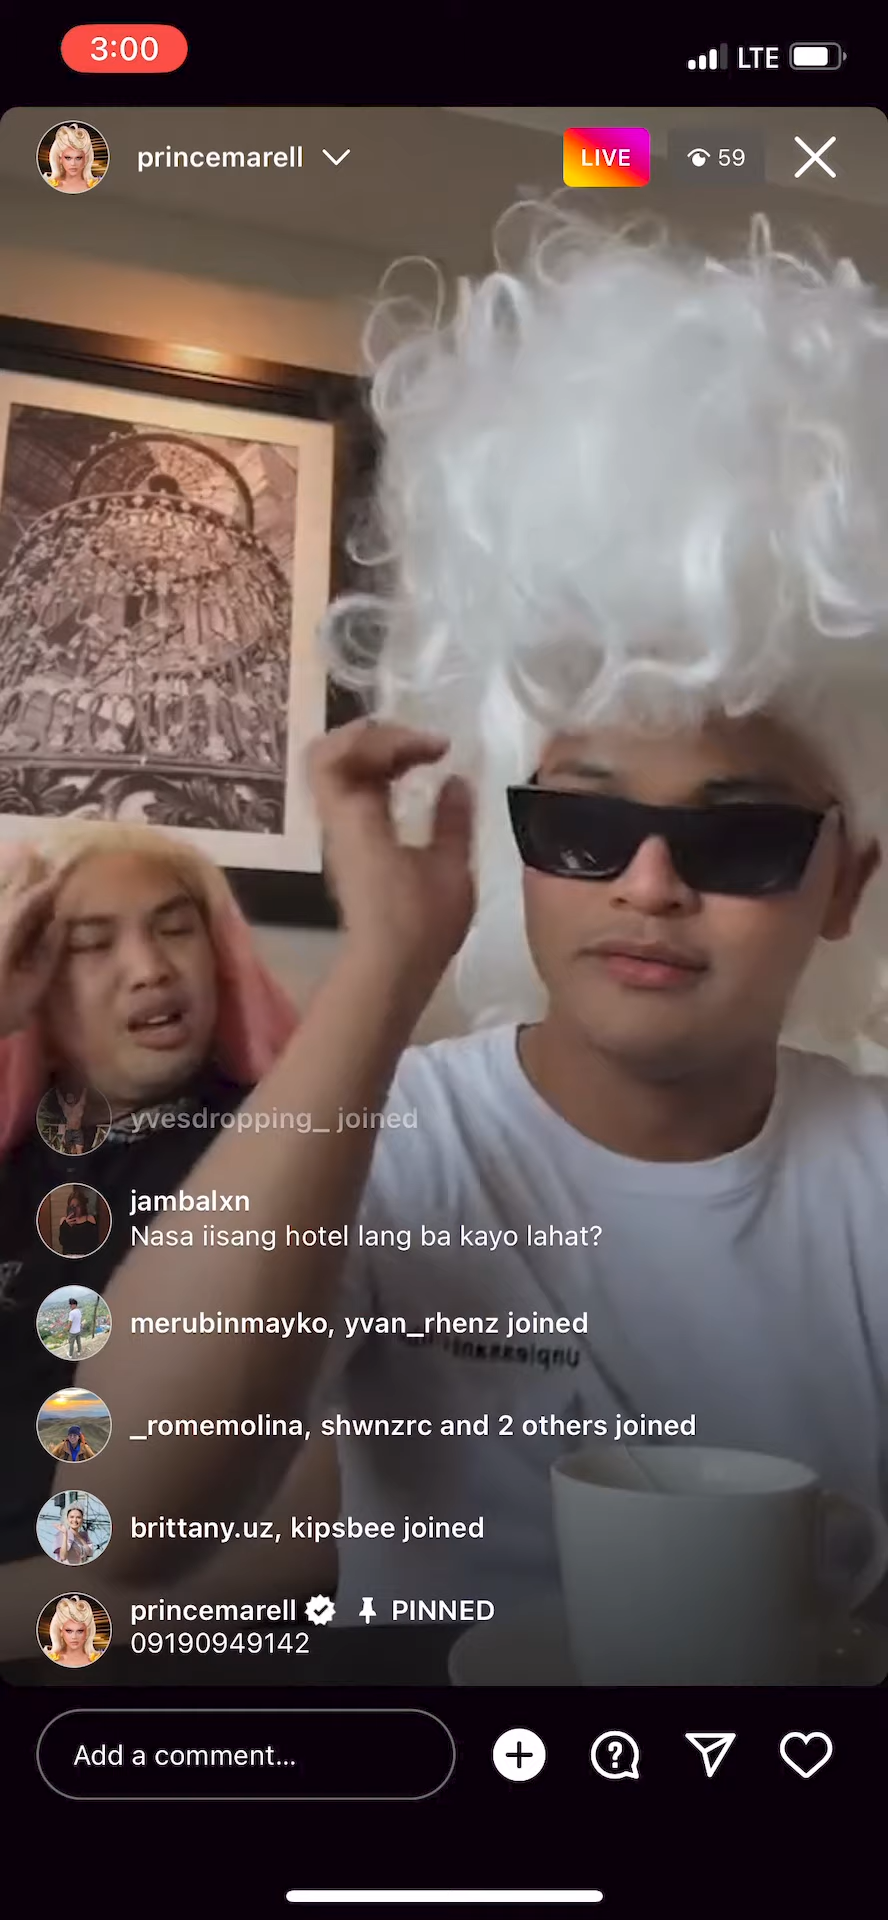 3:00
LTE
princemarell
LIVE
59
yvesdropping_ joined
jambalxn
Nasa iisang hotel lang ba kayo lahat?
merubinmayko, yvan_rhenz joined
_romemolina, shwnzrc and 2 others joined
brittany.uz, kipsbee joined
princemarell PINNED
09190949142
Add a comment...